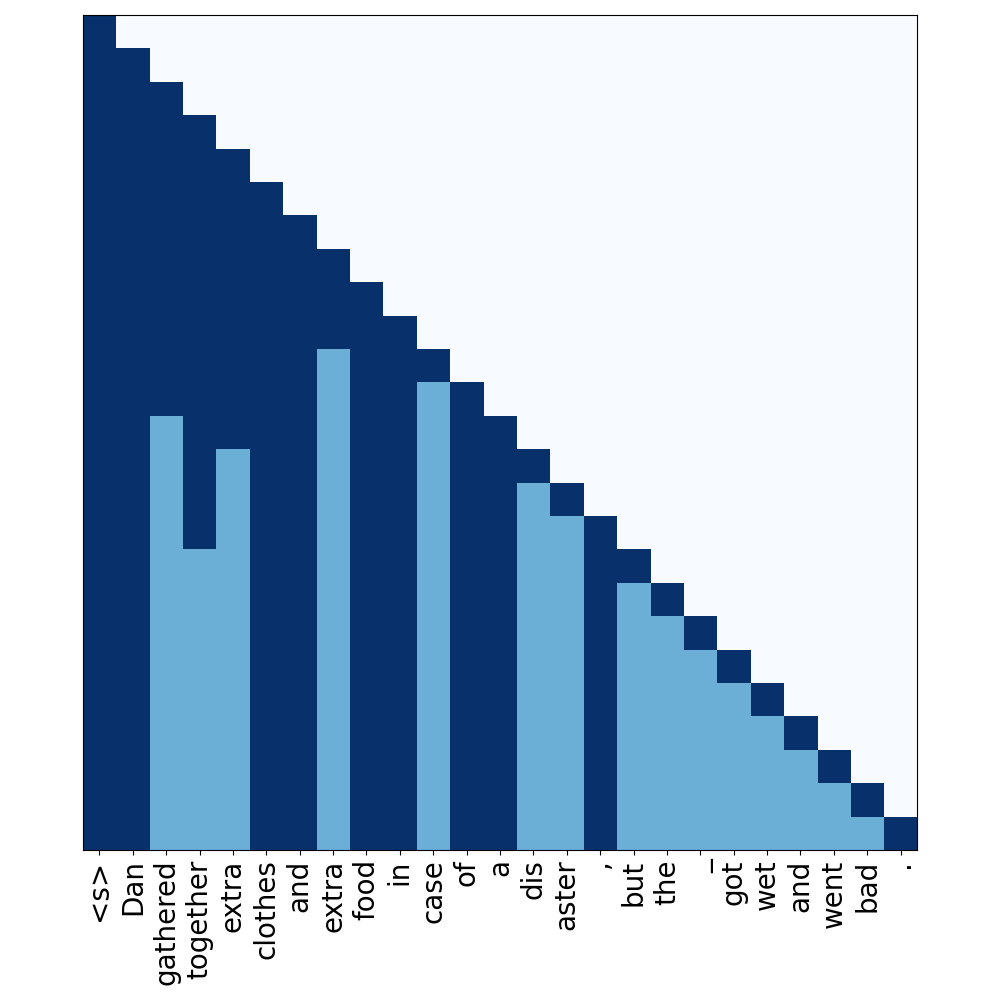 <s>
Dan
gathered
together
extra
clothes
and
extra
food
in
case
of
a
dis
aster
,
but
the
_
got
wet
and
went
bad
.